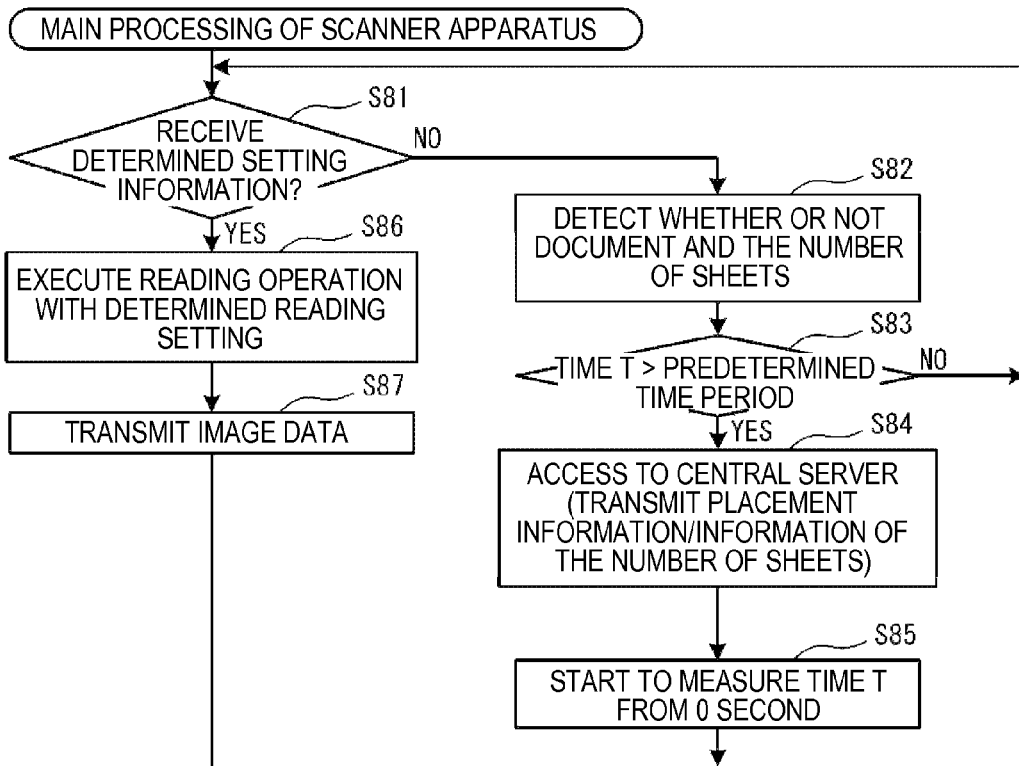 MAIN PROCESSING OF SCANNER APPARATUS
S81
RECEIVE
DETERMINED SETTING
INFORMATION?
NO
YES
S86
EXECUTE READING OPERATION
WITH DETERMINED READING
SETTING
S87
TRANSMIT IMAGE DATA
S82
DETECT WHETHER OR NOT
DOCUMENT AND THE NUMBER
OF SHEETS
S83
TIME T > PREDETERMINED
TIME PERIOD
NO
YES
S84
ACCESS TO CENTRAL SERVER
(TRANSMIT PLACEMENT
INFORMATION/INFORMATION OF
THE NUMBER OF SHEETS)
S85
START TO MEASURE TIME T
FROM 0 SECOND